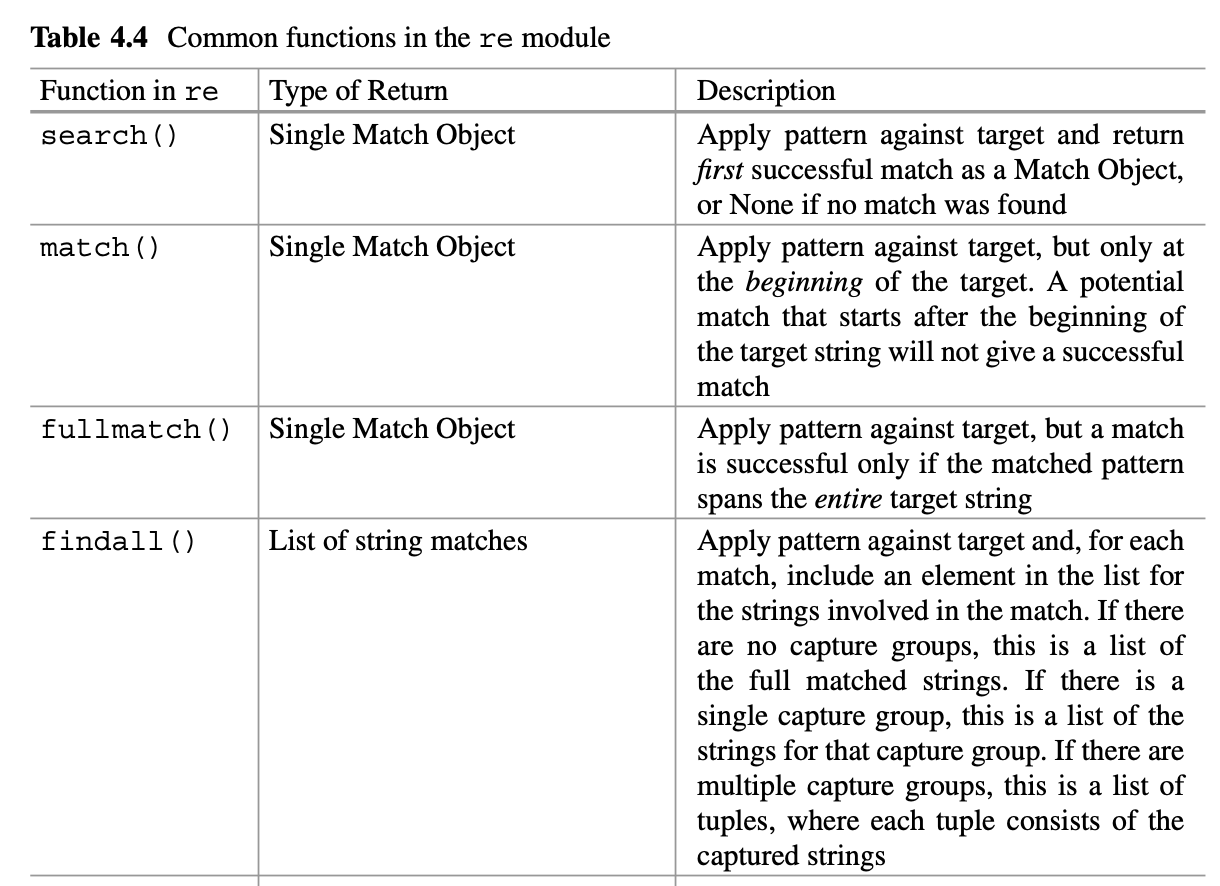 Table 4.4 Common functions in the re module
Function in re Type of Return Description
search() Single Match Object Apply pattern against target and return
first successful match as a Match Object,
or None if no match was found
match() Single Match Object Apply pattern against target, but only at
the beginning of the target. A potential
match that starts after the beginning of
the target string will not give a successful
match
fullmatch() Single Match Object Apply pattern against target, but a match
is successful only if the matched pattern
spans the entire target string
findall() List of string matches Apply pattern against target and, for each
match, include an element in the list for
the strings involved in the match. If there
are no capture groups, this is a list of
the full matched strings. If there is a
single capture group, this is a list of the
strings for that capture group. If there are
multiple capture groups, this is a list of
tuples, where each tuple consists of the
captured strings